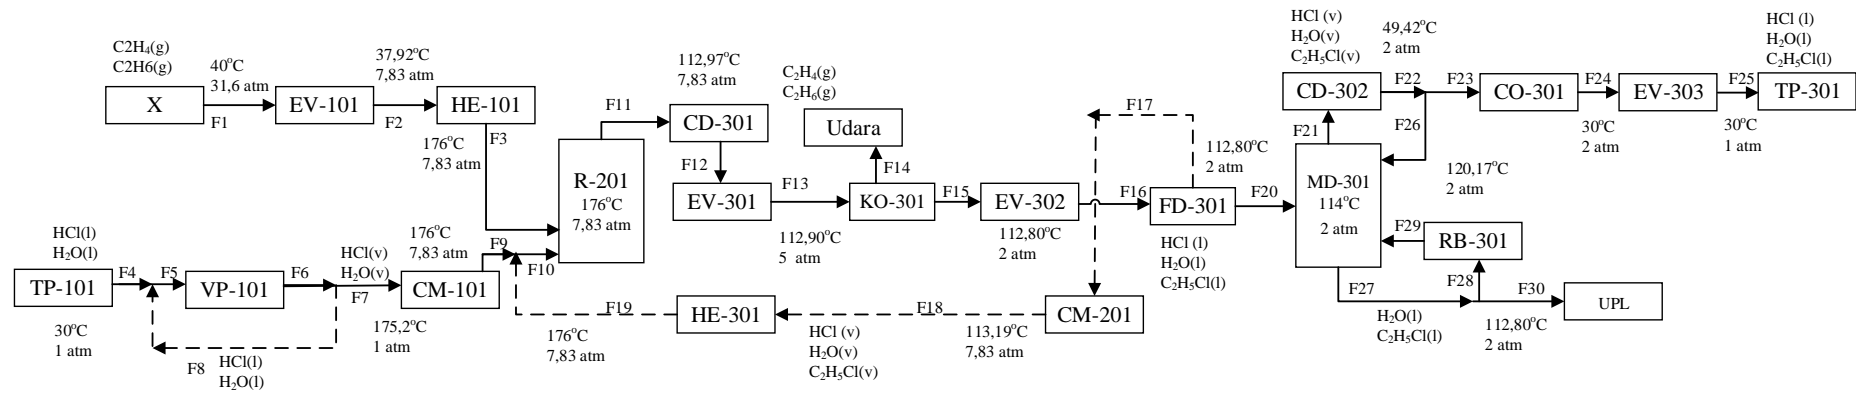 C2H₄(g)
C2H6(g)
40°C
31,6 atm
X
F1
EV-101
37,92°C
7,83 atm
F2
HE-101
176°C
7,83 atm
F3
HCl(l)
H₂O(l)
TP-101
30°C
1 atm
F4
F5
VP-101
F6
HCl(v)
H₂O(v)
F7
175,2°C
1 atm
F8
HCl(l)
H₂O(l)
176°C
7,83 atm
CM-101
F9
F10
R-201
176°C
7,83 atm
F11
112,97°C
7,83 atm
CD-301
F12
EV-301
F13
112,90°C
5 atm
C₂H₄(g)
C₂H₆(g)
Udara
F14
KO-301
F15
EV-302
112,80°C
2 atm
F16
F17
112,80°C
2 atm
FD-301
HCl (l)
H₂O(l)
C₂H₅Cl(l)
F20
CM-201
113,19°C
7,83 atm
F18
HCl (v)
H₂O(v)
C₂H₅Cl(v)
HE-301
F19
176°C
7,83 atm
MD-301
114°C
2 atm
F21
HCl (v)
H₂O(v)
C₂H₅Cl(v)
CD-302
49,42°C
2 atm
F22
F23
F26
CO-301
F24
30°C
2 atm
EV-303
F25
30°C
1 atm
HCl (l)
H₂O(l)
C₂H₅Cl(l)
TP-301
120,17°C
2 atm
F29
RB-301
F27
F28
H₂O(l)
C₂H₅Cl(l)
F30
112,80°C
2 atm
UPL